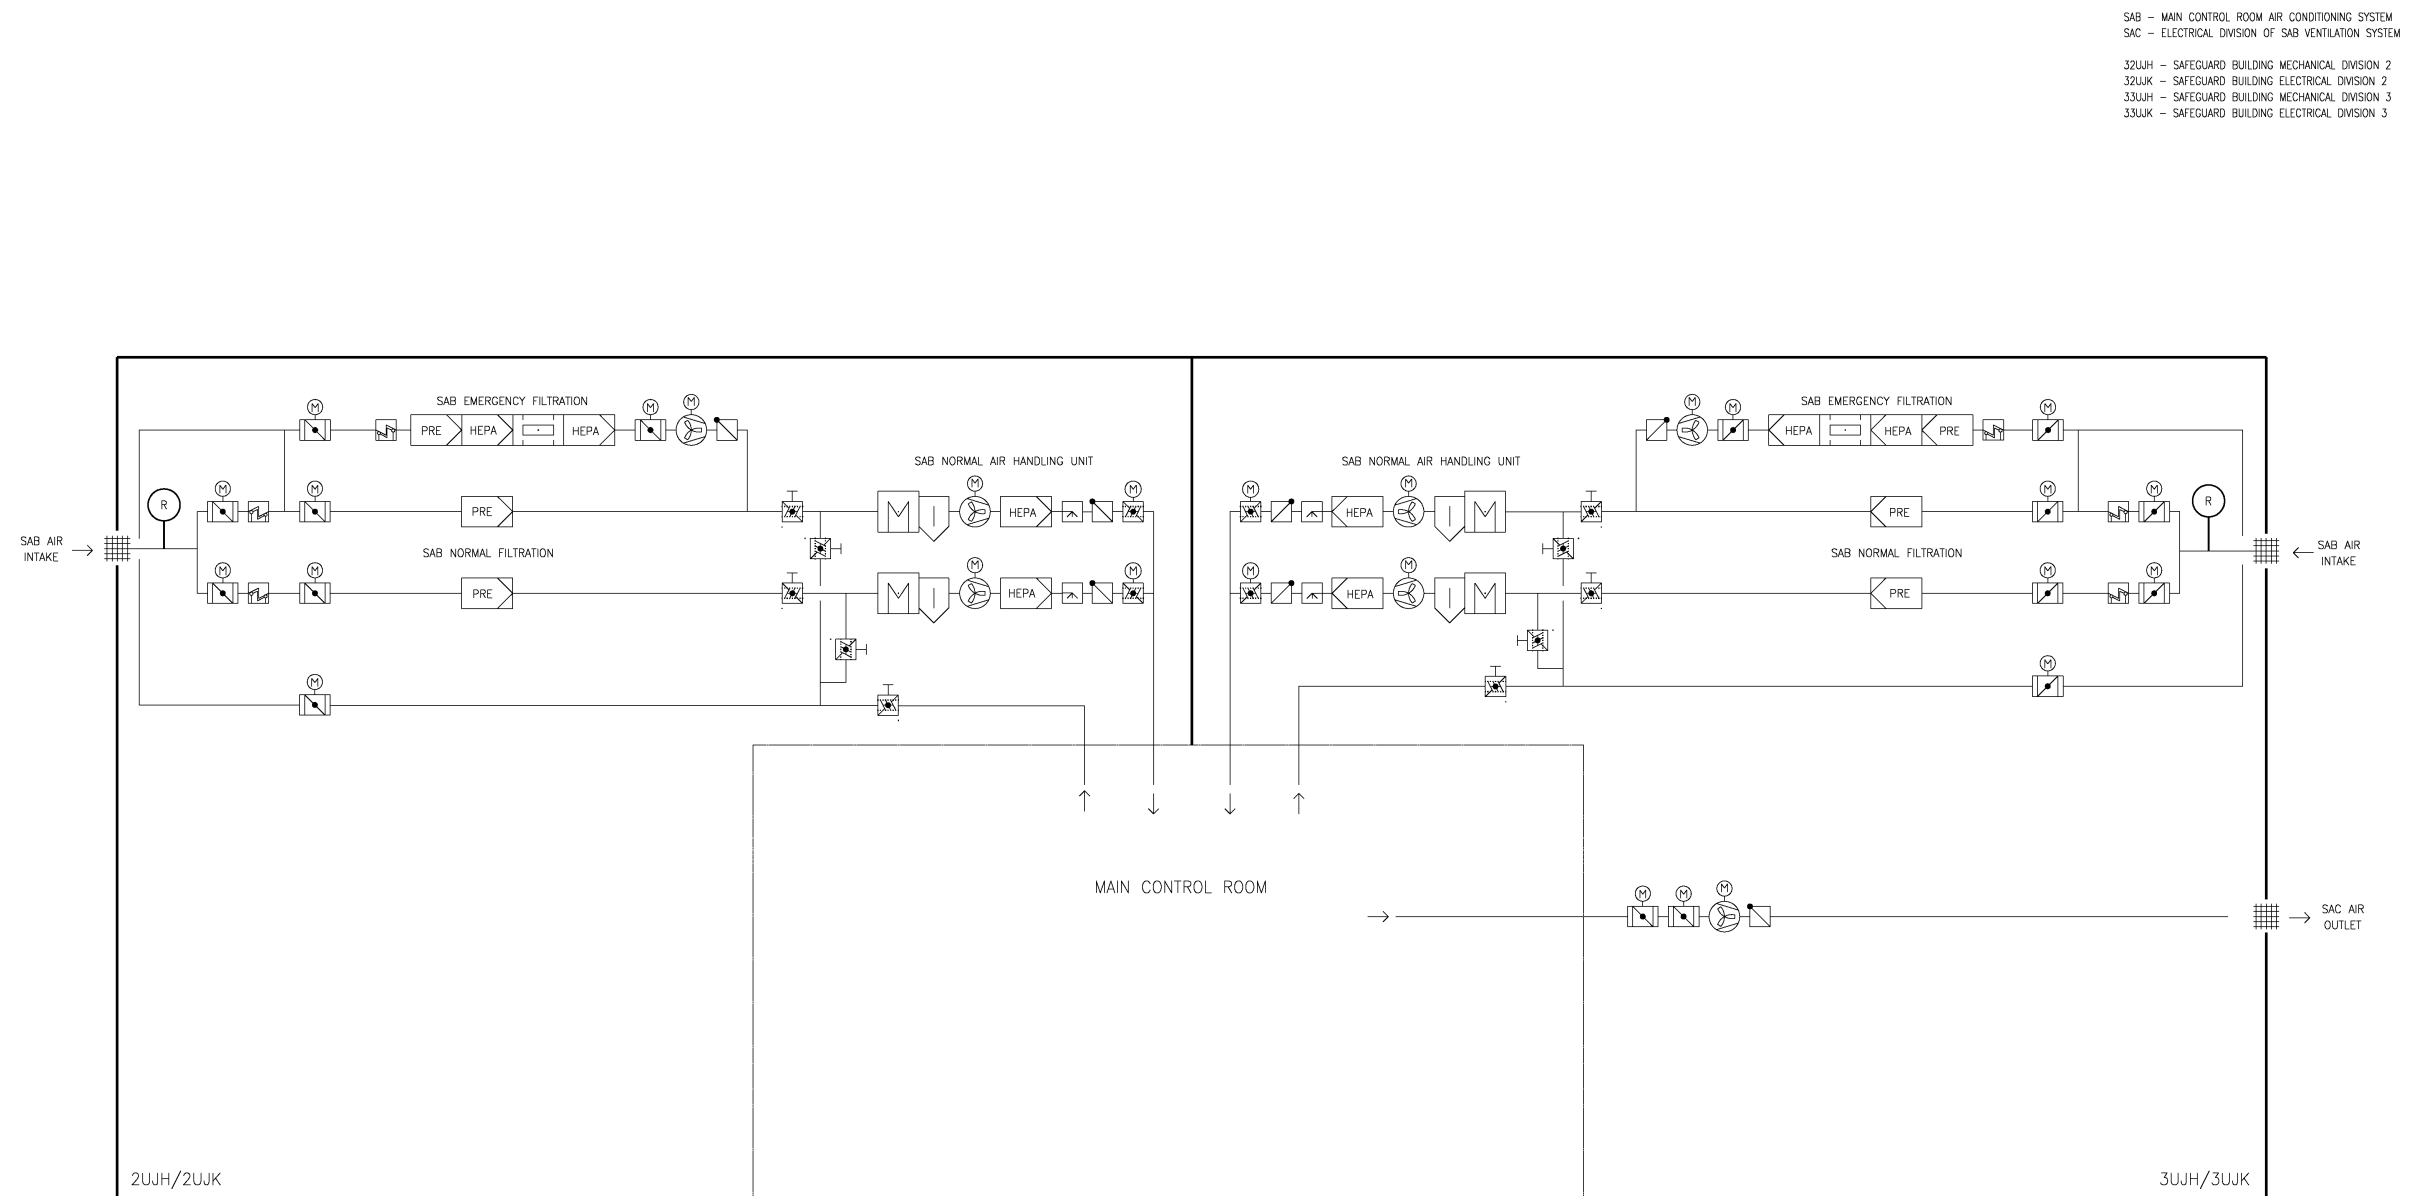 SAB – MAIN CONTROL ROOM AIR CONDITIONING SYSTEM
SAC – ELECTRICAL DIVISION OF SAB VENTILATION SYSTEM
32UJH – SAFEGUARD BUILDING MECHANICAL DIVISION 2
32UJK – SAFEGUARD BUILDING ELECTRICAL DIVISION 2
33UJH – SAFEGUARD BUILDING MECHANICAL DIVISION 3
33UJK – SAFEGUARD BUILDING ELECTRICAL DIVISION 3
SAB EMERGENCY FILTRATION
M
M
M
PRE
HEPA
HEPA
SAB NORMAL AIR HANDLING UNIT
M
M
M
M
R
PRE
HEPA
SAB AIR
INTAKE
SAB NORMAL FILTRATION
M
M
M
M
PRE
HEPA
M
SAB EMERGENCY FILTRATION
M
M
M
HEPA
HEPA
PRE
SAB NORMAL AIR HANDLING UNIT
M
M
M
M
HEPA
PRE
R
SAB AIR
INTAKE
SAB NORMAL FILTRATION
M
M
M
M
HEPA
PRE
M
MAIN CONTROL ROOM
M
M
M
SAC AIR
OUTLET
2UJH/2UJK
3UJH/3UJK